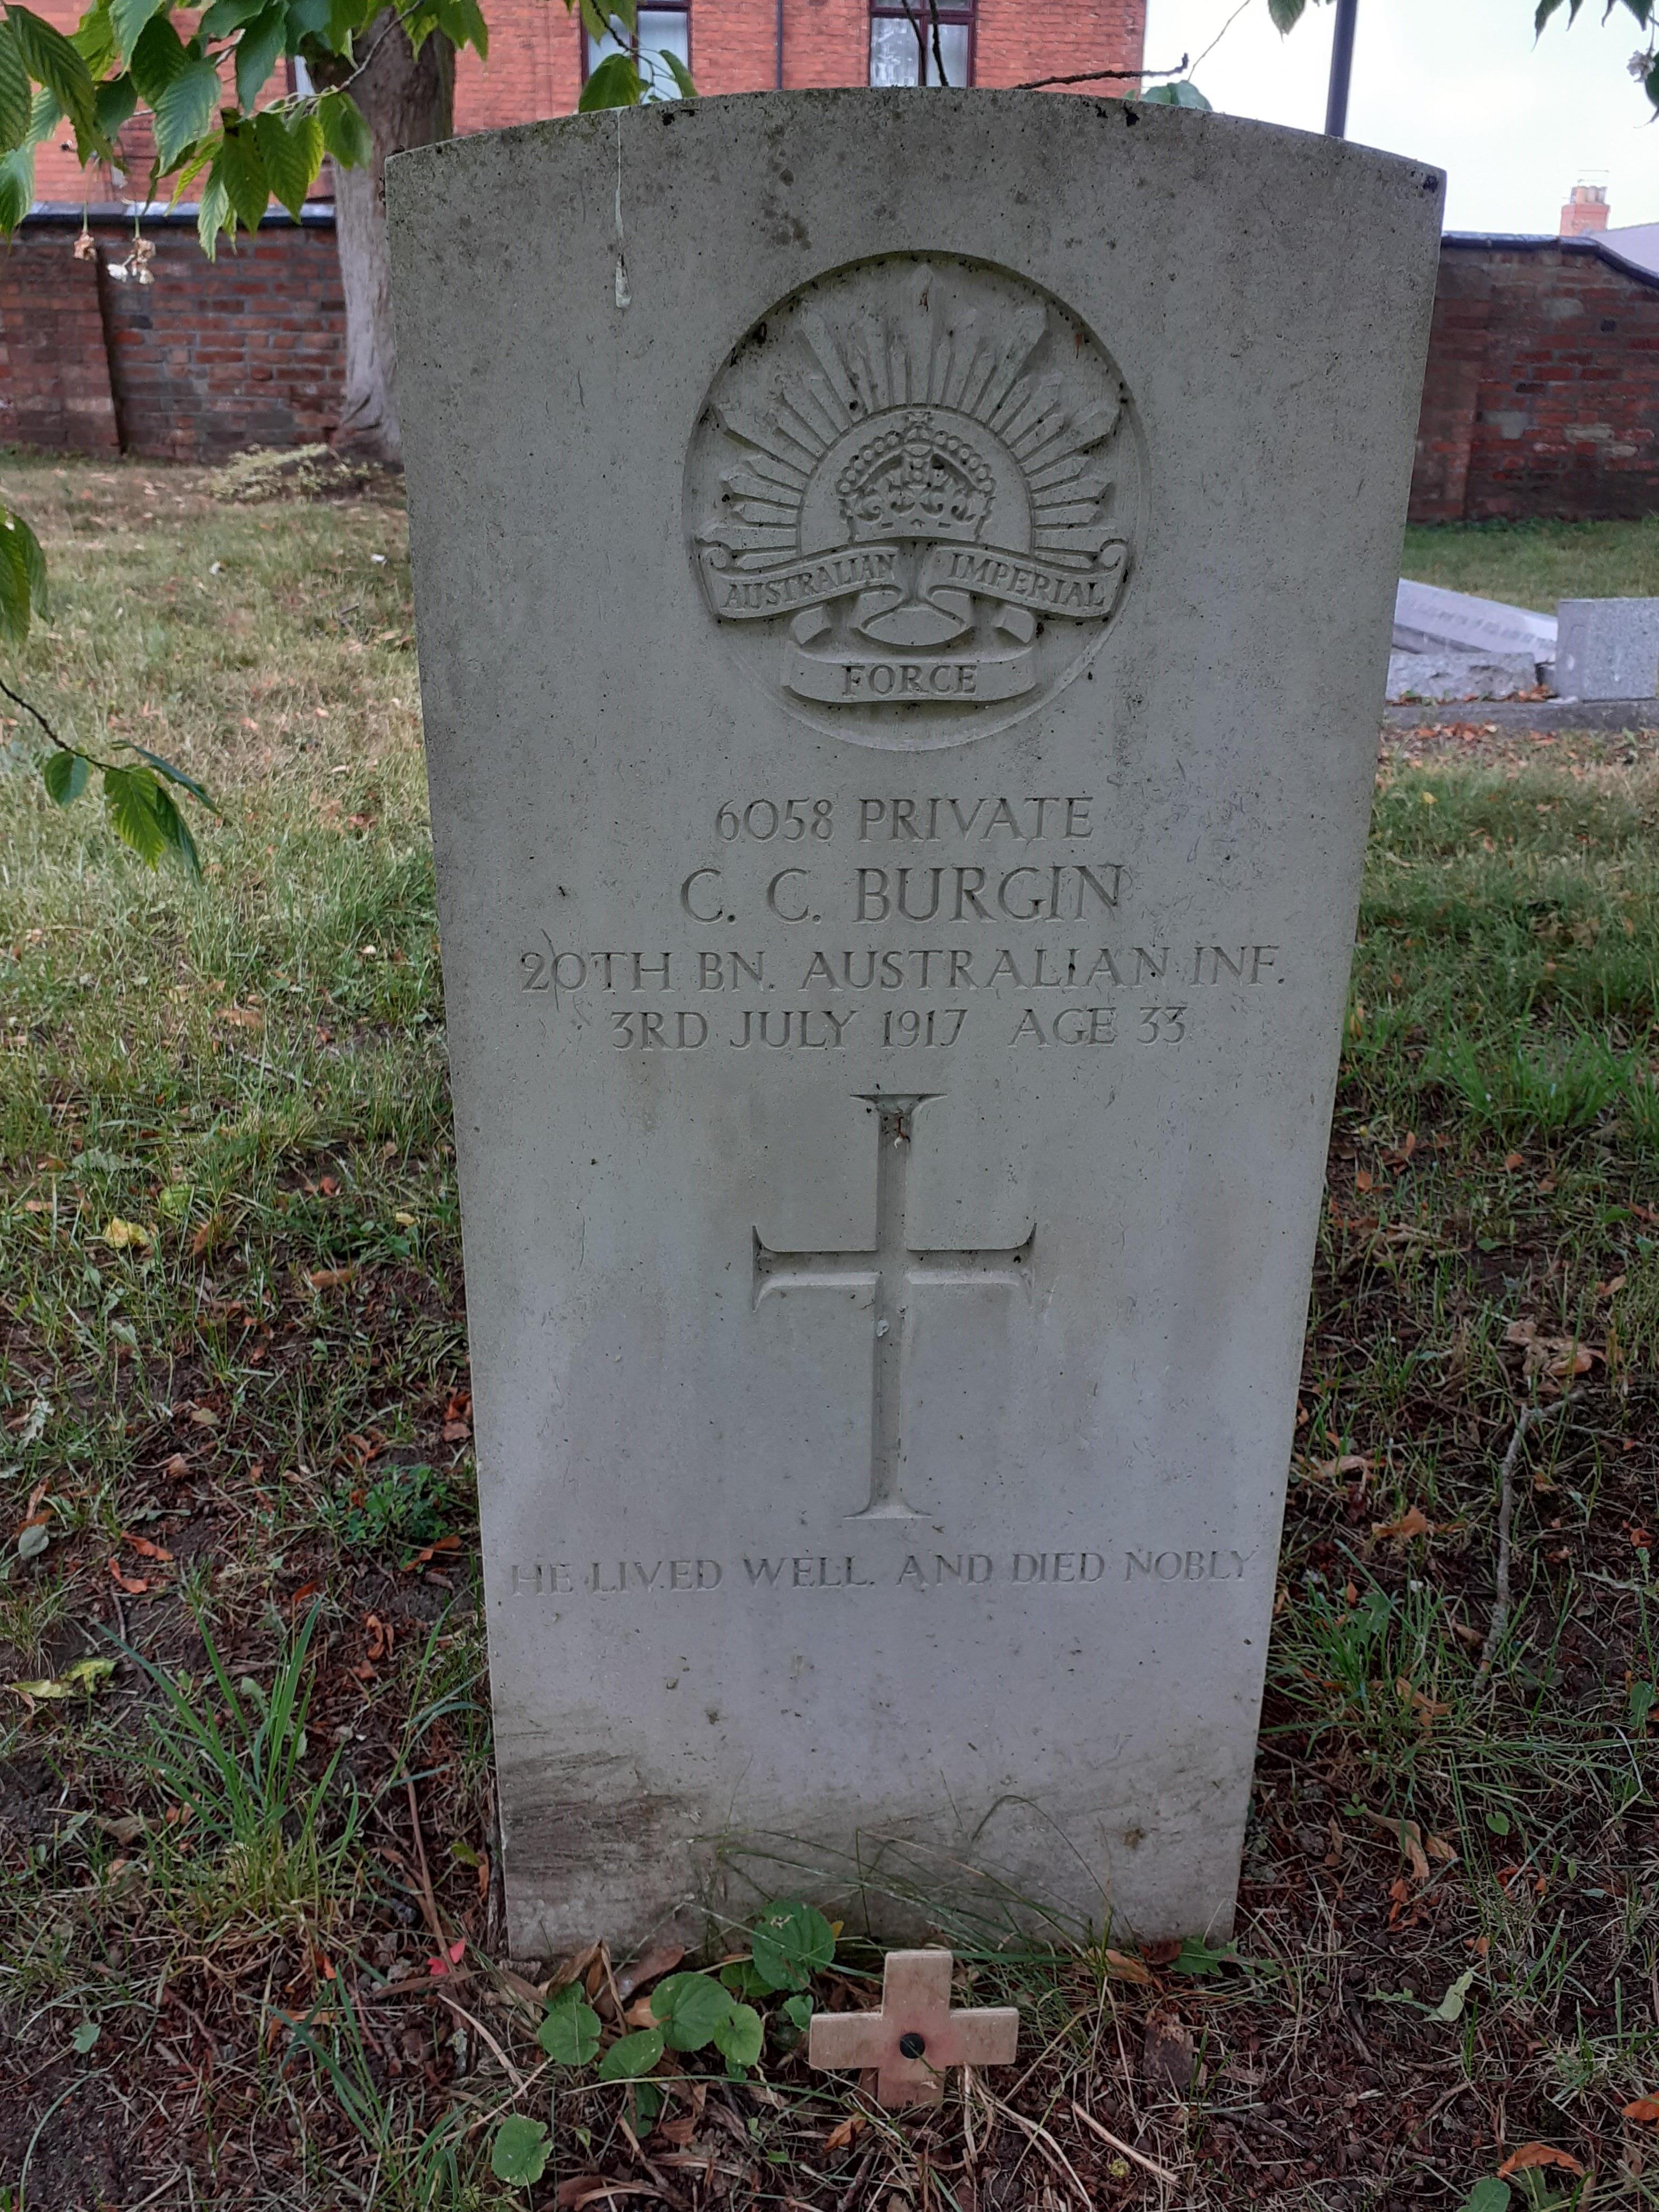 AUSTRALIAN IMPERIAL
FORCE
6058 PRIVATE
C. C. BURGIN
20TH BN. AUSTRALIAN INF.
3RD JULY 1917 AGE 33
HE LIVED WELL AND DIED NOBLY